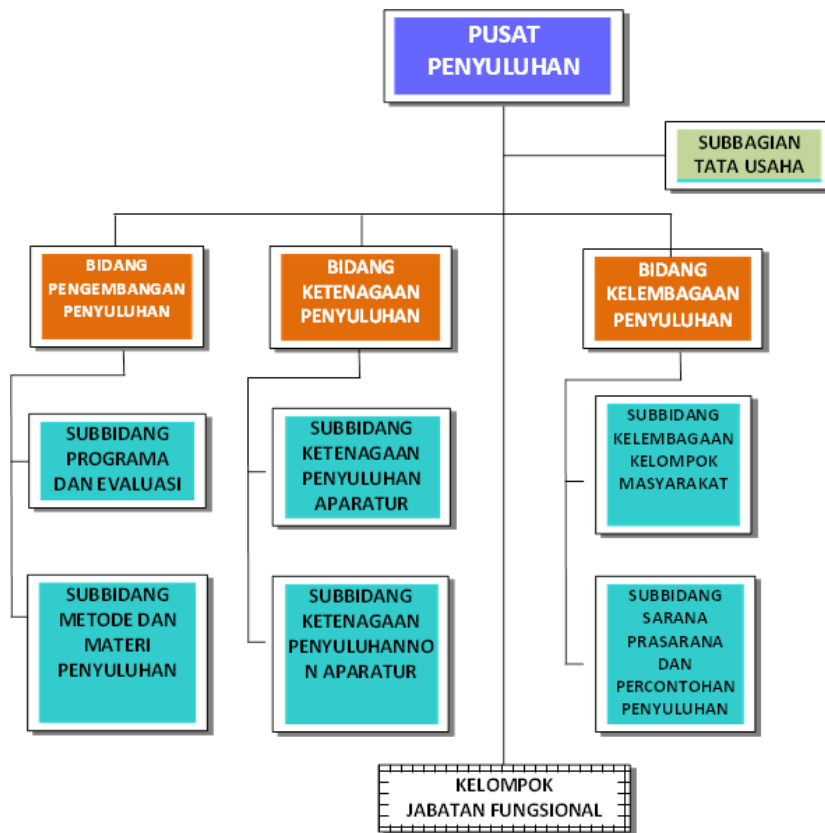 PUSAT
PENYULUHAN
SUBBAGIAN
TATA USAHA
BIDANG
PENGEMBANGAN
PENYULUHAN
BIDANG
KETENAGAAN
PENYULUHAN
BIDANG
KELEMBAGAAN
PENYULUHAN
SUBBIDANG
PROGRAMA
DAN EVALUASI
SUBBIDANG
KETENAGAAN
PENYULUHAN
APARATUR
SUBBIDANG
KELEMBAGAAN
KELOMPOK
MASYARAKAT
SUBBIDANG
METODE DAN
MATERI
PENYULUHAN
SUBBIDANG
KETENAGAAN
PENYULUHANNO
N APARATUR
SUBBIDANG
SARANA
PRASARANA
DAN
PERCONTOHAN
PENYULUHAN
KELOMPOK
JABATAN FUNGSIONAL